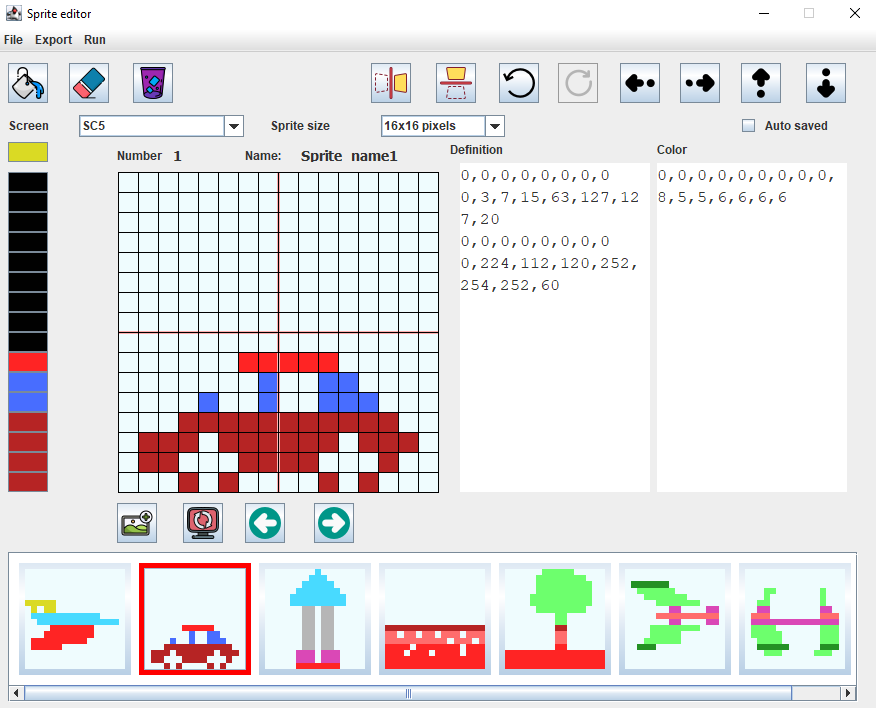 Sprite editor
File Export Run
Screen SC5 Sprite size 16x16 pixels Auto saved
Number 1 Name: Sprite name1 Definition Color
0,0,0,0,0,0,0,0
0,3,7,15,63,127,12
7,20
0,0,0,0,0,0,0,0
0,224,112,120,252,
254,252,60
0,0,0,0,0,0,0,0,0,
8,5,5,6,6,6,6